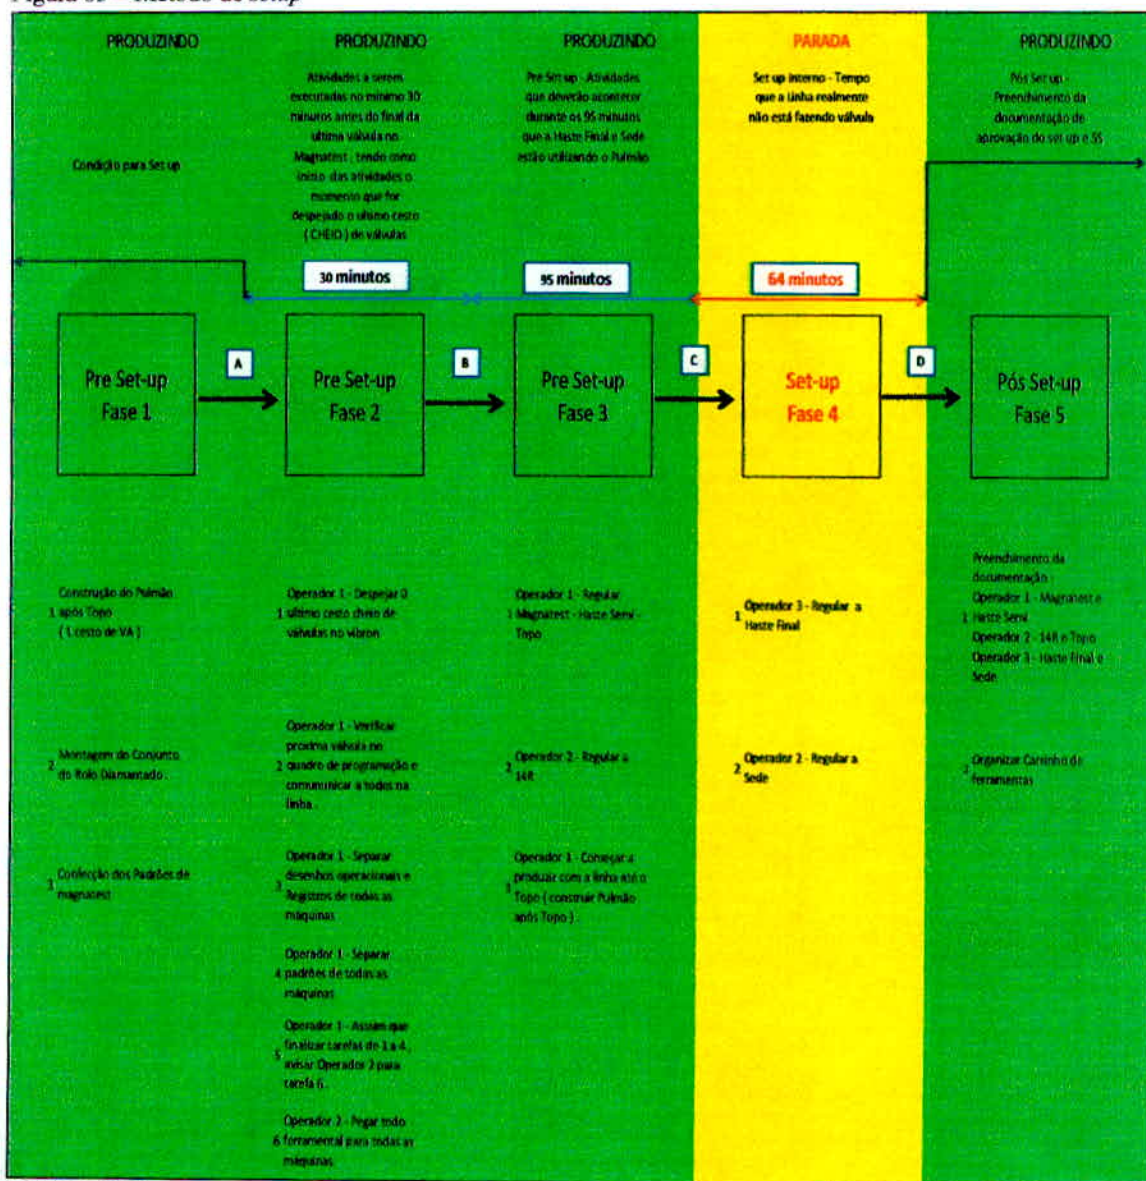 PRODUZINDO
PRODUZINDO
PRODUZINDO
PARADA
PRODUZINDO
Condição para Set up
Atividades a serem
executadas no mínimo 30
minutos antes do final da
ultima válvula no
Magnatest , tendo como
inicio das atividades o
momento que for
despejado o ultimo cesto
( CHEIO ) de válvulas
Pre Set up - Atividades
que deverão acontecer
durante os 95 minutos
que a Haste Final e Sede
estão utilizando o Pulmão
Set up Interno - Tempo
que a linha realmente
não está fazendo válvula
Pós Set up -
Preenchimento da
documentação de
aprovação do set up e 5S
30 minutos
95 minutos
64 minutos
Pre Set-up
Fase 1
A
Pre Set-up
Fase 2
B
Pre Set-up
Fase 3
C
Set-up
Fase 4
D
Pós Set-up
Fase 5
Construção do Pulmão
1 após Topo
( 1 cesto de VA )
Montagem do Conjunto
2 do Rolo Diamantado .
3 Confecção dos Padrões de
magnatest
Operador 1 - Despejar O
1 ultimo cesto cheio de
válvulas no vibron
Operador 1 - Verificar
proxima válvula no
2 quadro de programação e
comumunicar a todos na
linha .
Operador 1 - Separar
desenhos operacionais e
3 Registros de todas as
máquinas
Operador 1 - Separar
4 padrões de todas as
máquinas
Operador 1 - Assim que
5 finalizar tarefas de 1 a 4 ,
avisar Operador 2 para
tarefa 6 .
Operador 2 - Pegar todo
6 ferramental para todas as
maquinas
Operador 1 - Regular
1 Magnatest - Haste Semi -
Topo
2 Operador 2 - Regular a
14R
Operador 1 - Começar a
produzir com a linha até o
3 Topo ( construir Pulmão
após Topo ) .
1 Operador 3 - Regular a
Haste Final
2 Operador 2 - Regular a
Sede
Preenchimento da
documentação
Operador 1 - Magnatest e
1 Haste Semi
Operador 2 - 14R e Topo
Operador 3 - Haste Final e
Sede
2 Organizar Carrinho de
ferramentas